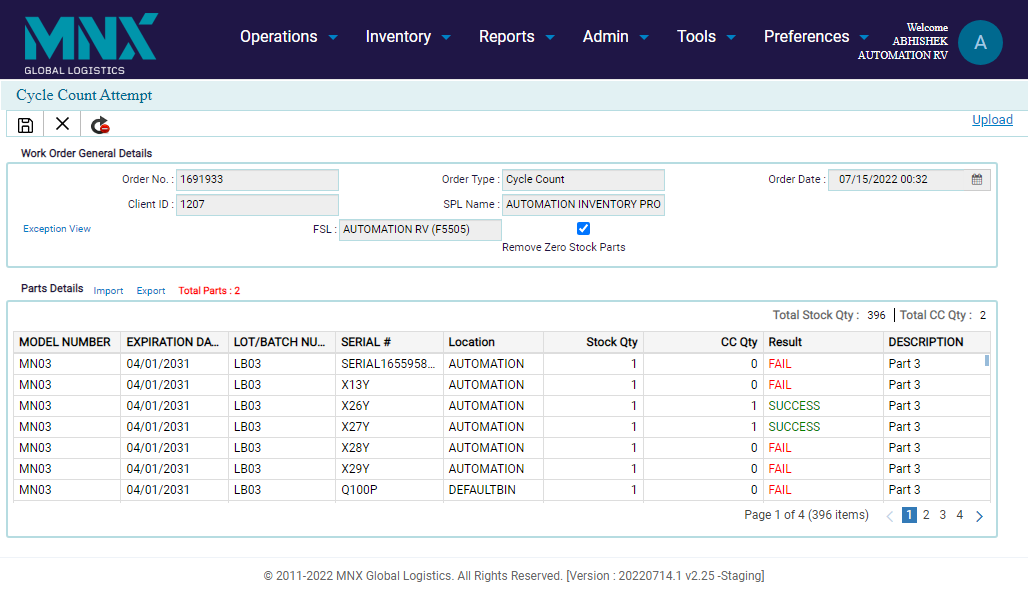 MNX
GLOBAL LOGISTICS
Operations Inventory Reports Admin Tools Preferences
Welcome
ABHISHEK
AUTOMATION RV
A
Cycle Count Attempt
Upload
Work Order General Details
Order No. : 1691933 Order Type : Cycle Count Order Date : 07/15/2022 00:32
Client ID : 1207 SPL Name : AUTOMATION INVENTORY PRO
Exception View FSL : AUTOMATION RV (F5505)
Remove Zero Stock Parts
Parts Details Import Export Total Parts : 2
Total Stock Qty : 396 | Total CC Qty : 2
MODEL NUMBER EXPIRATION DA... LOT/BATCH NU... SERIAL # Location Stock Qty CC Qty Result DESCRIPTION
MN03 04/01/2031 LB03 SERIAL1655958... AUTOMATION 1 0 FAIL Part 3
MN03 04/01/2031 LB03 X13Y AUTOMATION 1 0 FAIL Part 3
MN03 04/01/2031 LB03 X26Y AUTOMATION 1 1 SUCCESS Part 3
MN03 04/01/2031 LB03 X27Y AUTOMATION 1 1 SUCCESS Part 3
MN03 04/01/2031 LB03 X28Y AUTOMATION 1 0 FAIL Part 3
MN03 04/01/2031 LB03 X29Y AUTOMATION 1 0 FAIL Part 3
MN03 04/01/2031 LB03 Q100P DEFAULTBIN 1 0 FAIL Part 3
Page 1 of 4 (396 items) 1 2 3 4
© 2011-2022 MNX Global Logistics. All Rights Reserved. [Version : 20220714.1 v2.25 -Staging]